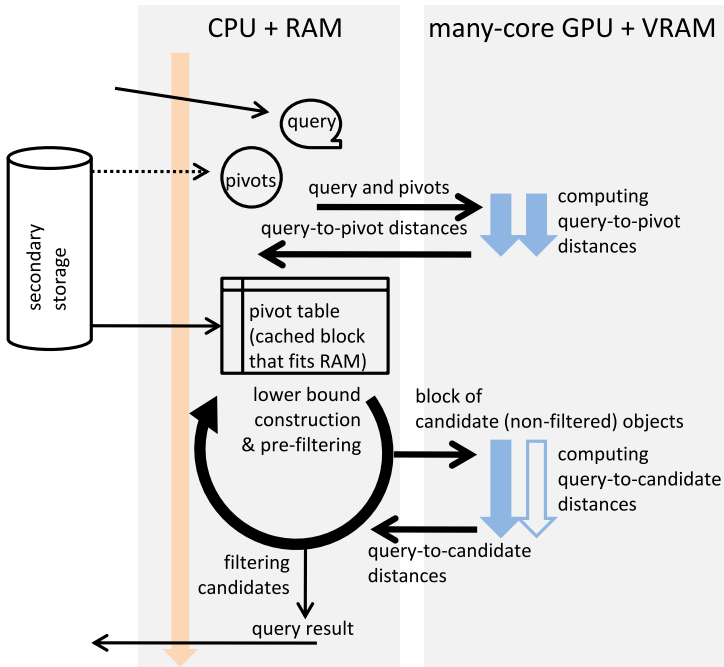 CPU + RAM
many-core GPU + VRAM
query
pivots
query and pivots
computing
query-to-pivot
distances
query-to-pivot distances
secondary
storage
pivot table
(cached block
that fits RAM)
lower bound
construction
& pre-filtering
block of
candidate (non-filtered) objects
computing
query-to-candidate
distances
query-to-candidate
distances
filtering
candidates
query result